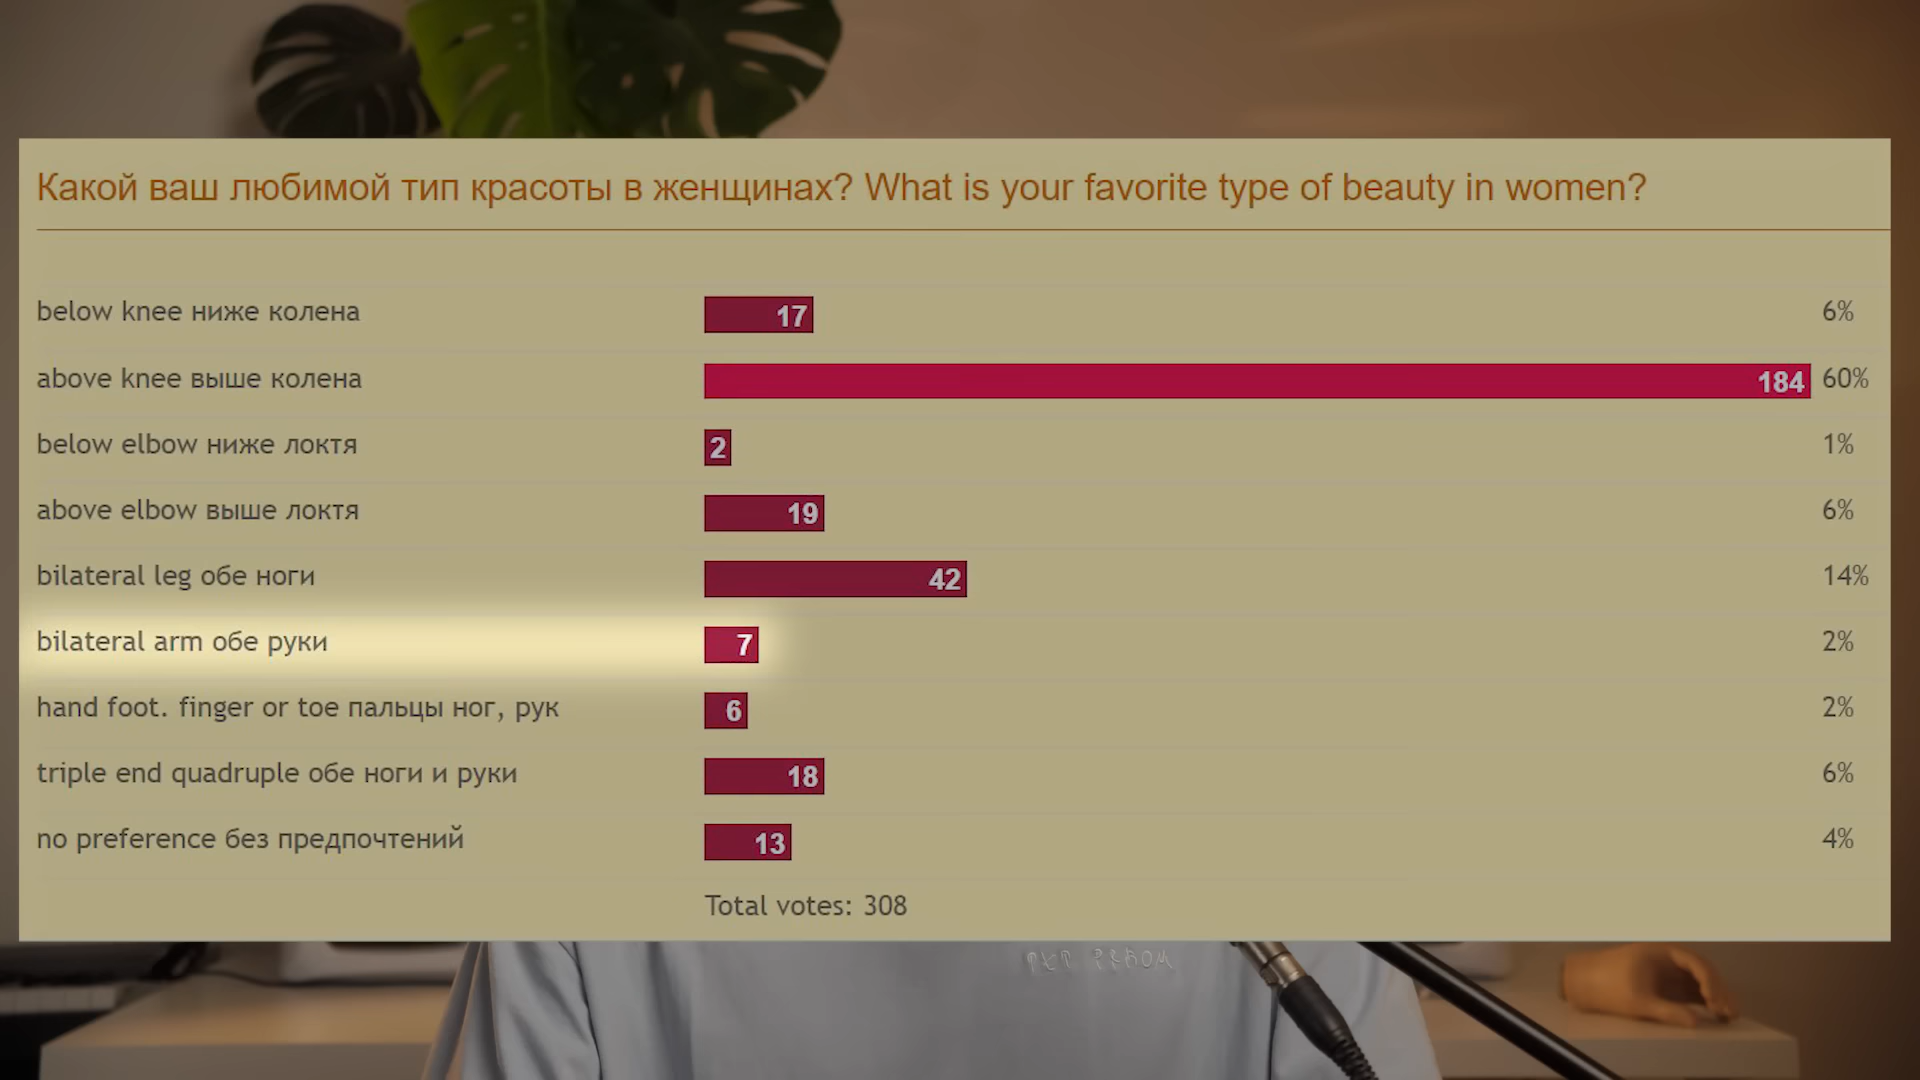 Какой ваш любимой тип красоты в женщинах? What is your favorite type of beauty in women?
below knee ниже колена 17 6%
above knee выше колена 184 60%
below elbow ниже локтя 2 1%
above elbow выше локтя 19 6%
bilateral leg обе ноги 42 14%
bilateral arm обе руки 7 2%
hand foot. finger or toe пальцы ног, рук 6 2%
triple end quadruple обе ноги и руки 18 6%
no preference без предпочтений 13 4%
Total votes: 308